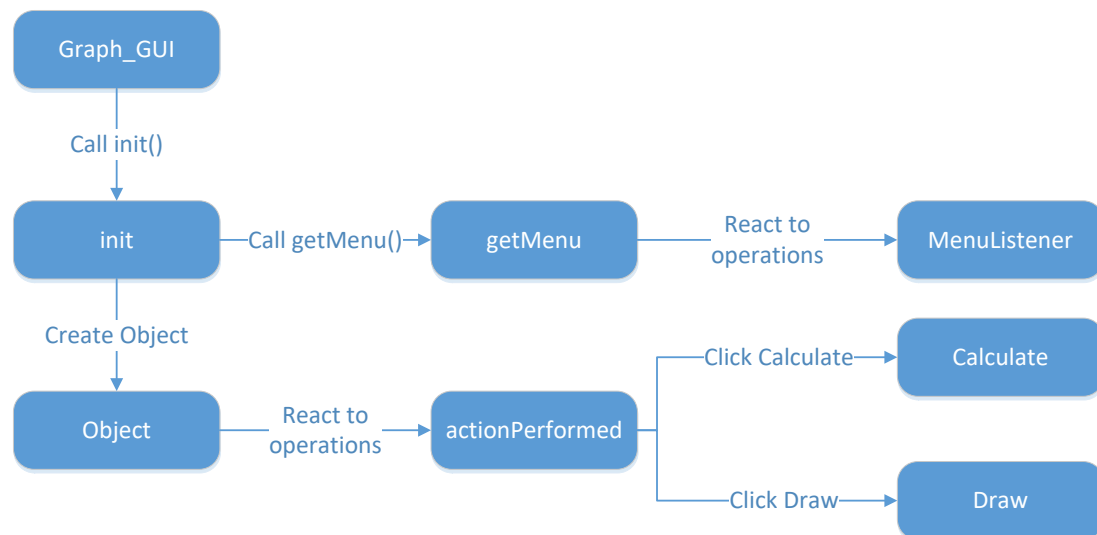 Graph_GUI
Call init()
init
Call getMenu()
getMenu
React to
operations
MenuListener
Create Object
Click Calculate
Calculate
Object
React to
operations
actionPerformed
Click Draw
Draw